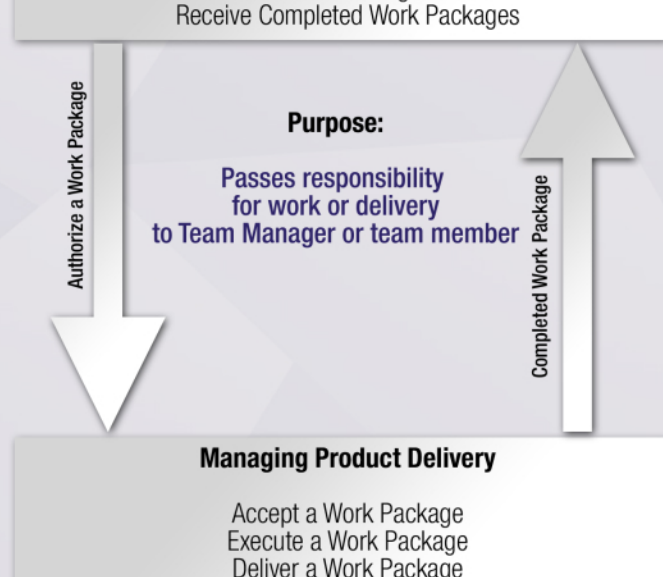 Receive Completed Work Packages
Authorize a Work Package
Purpose:
Passes responsibility
for work or delivery
to Team Manager or team member
Completed Work Package
Managing Product Delivery
Accept a Work Package
Execute a Work Package
Deliver a Work Package